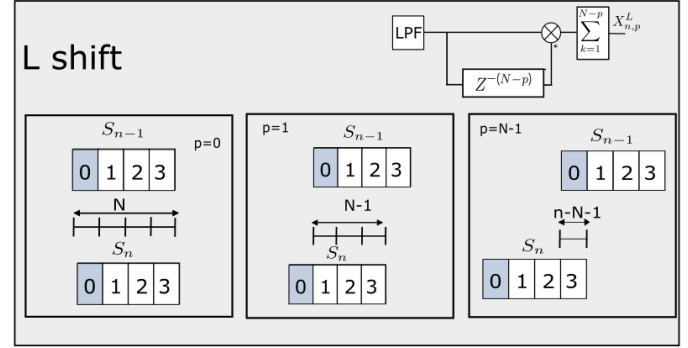 L shift
LPF
$\sum_{k=1}^{N-p}$
$X_{n,p}^{L}$
*
$Z^{-(N-p)}$
$S_{n-1}$
p=0
0 1 2 3
N
$S_n$
0 1 2 3
p=1
$S_{n-1}$
0 1 2 3
N-1
$S_n$
0 1 2 3
p=N-1
$S_{n-1}$
0 1 2 3
n-N-1
$S_n$
0 1 2 3